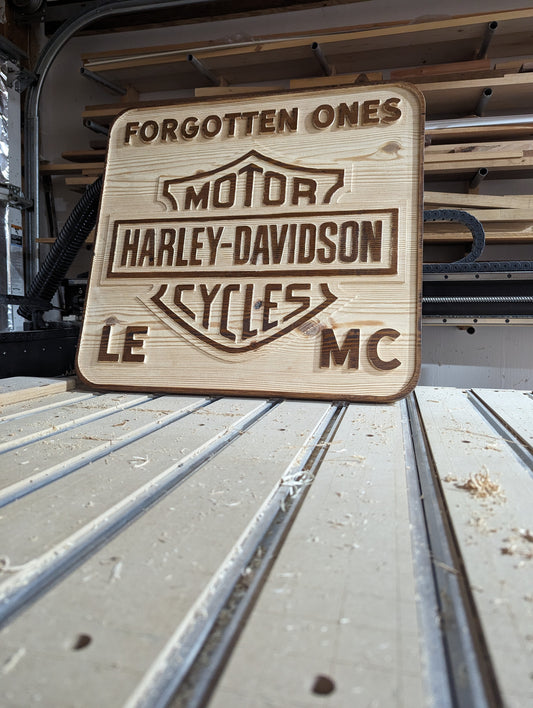 FORGOTTEN ONES
MOTOR
HARLEY-DAVIDSON
CYCLES
LE MC